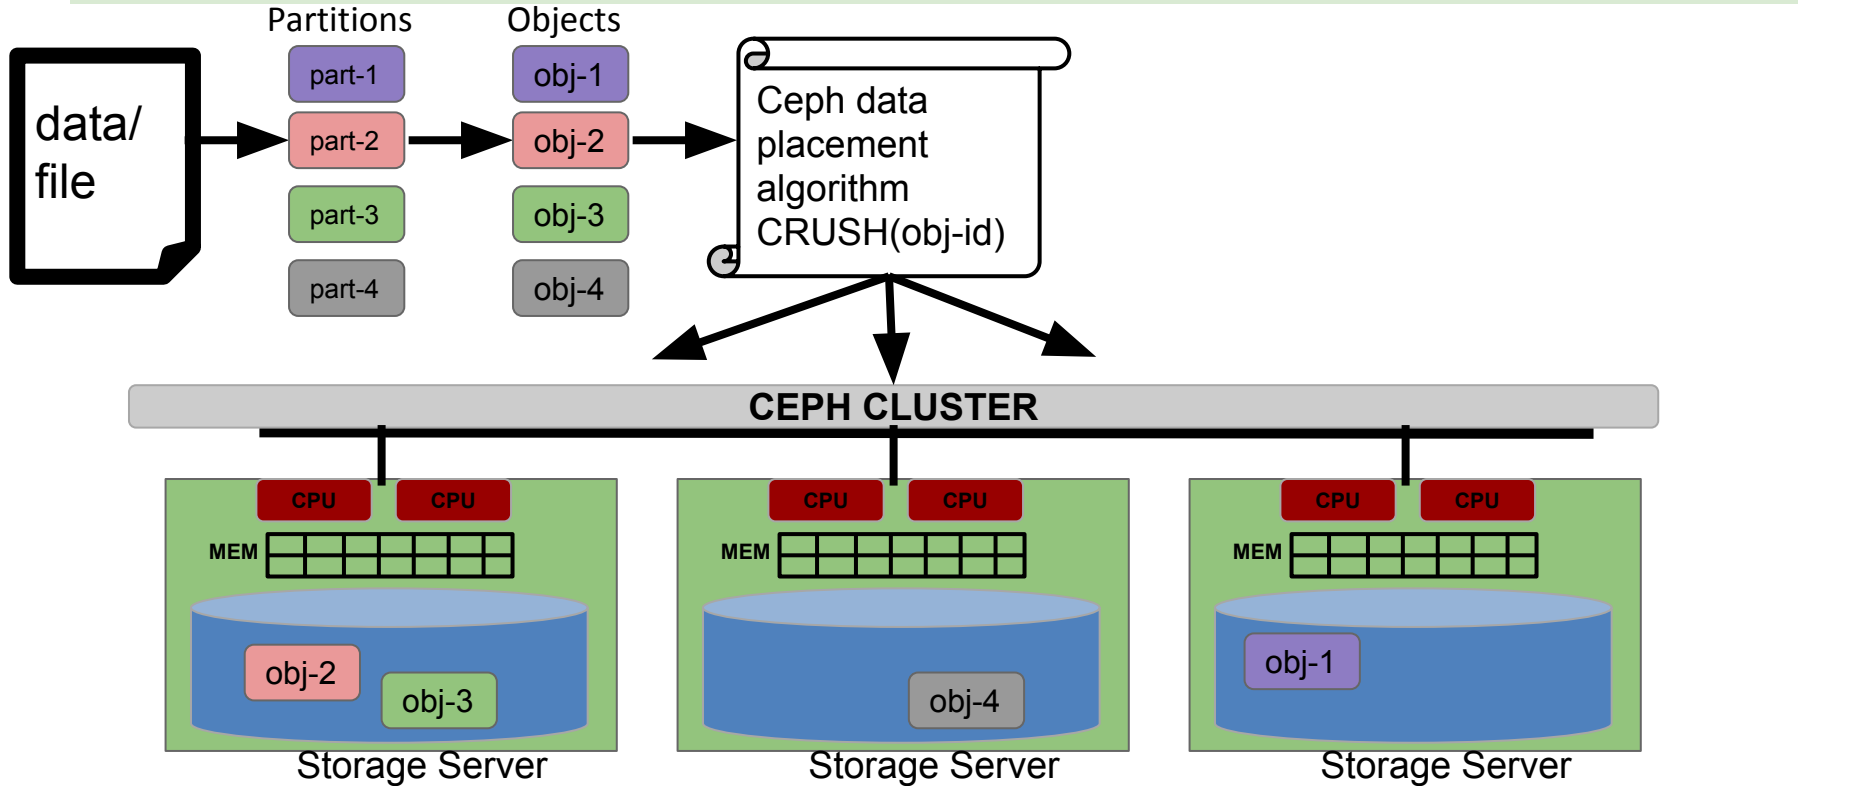 Partitions
Objects
data/
file
part-1
part-2
part-3
part-4
obj-1
obj-2
obj-3
obj-4
Ceph data
placement
algorithm
CRUSH(obj-id)
CEPH CLUSTER
CPU
CPU
MEM
obj-2
obj-3
Storage Server
CPU
CPU
MEM
obj-4
Storage Server
CPU
CPU
MEM
obj-1
Storage Server